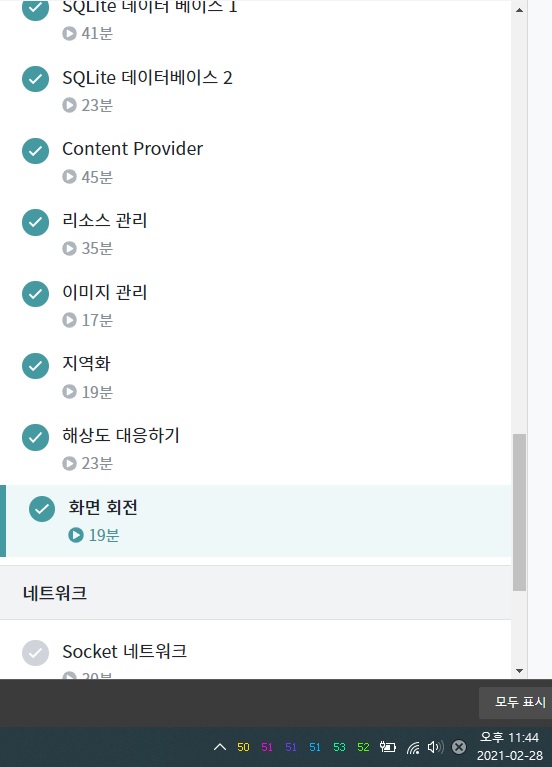 SQLite 데이터 베이스 1
41분
SQLite 데이터베이스 2
23분
Content Provider
45분
리소스 관리
35분
이미지 관리
17분
지역화
19분
해상도 대응하기
23분
화면 회전
19분
네트워크
Socket 네트워크
모두 표시
50 51 51 51 53 52
오후 11:44
2021-02-28